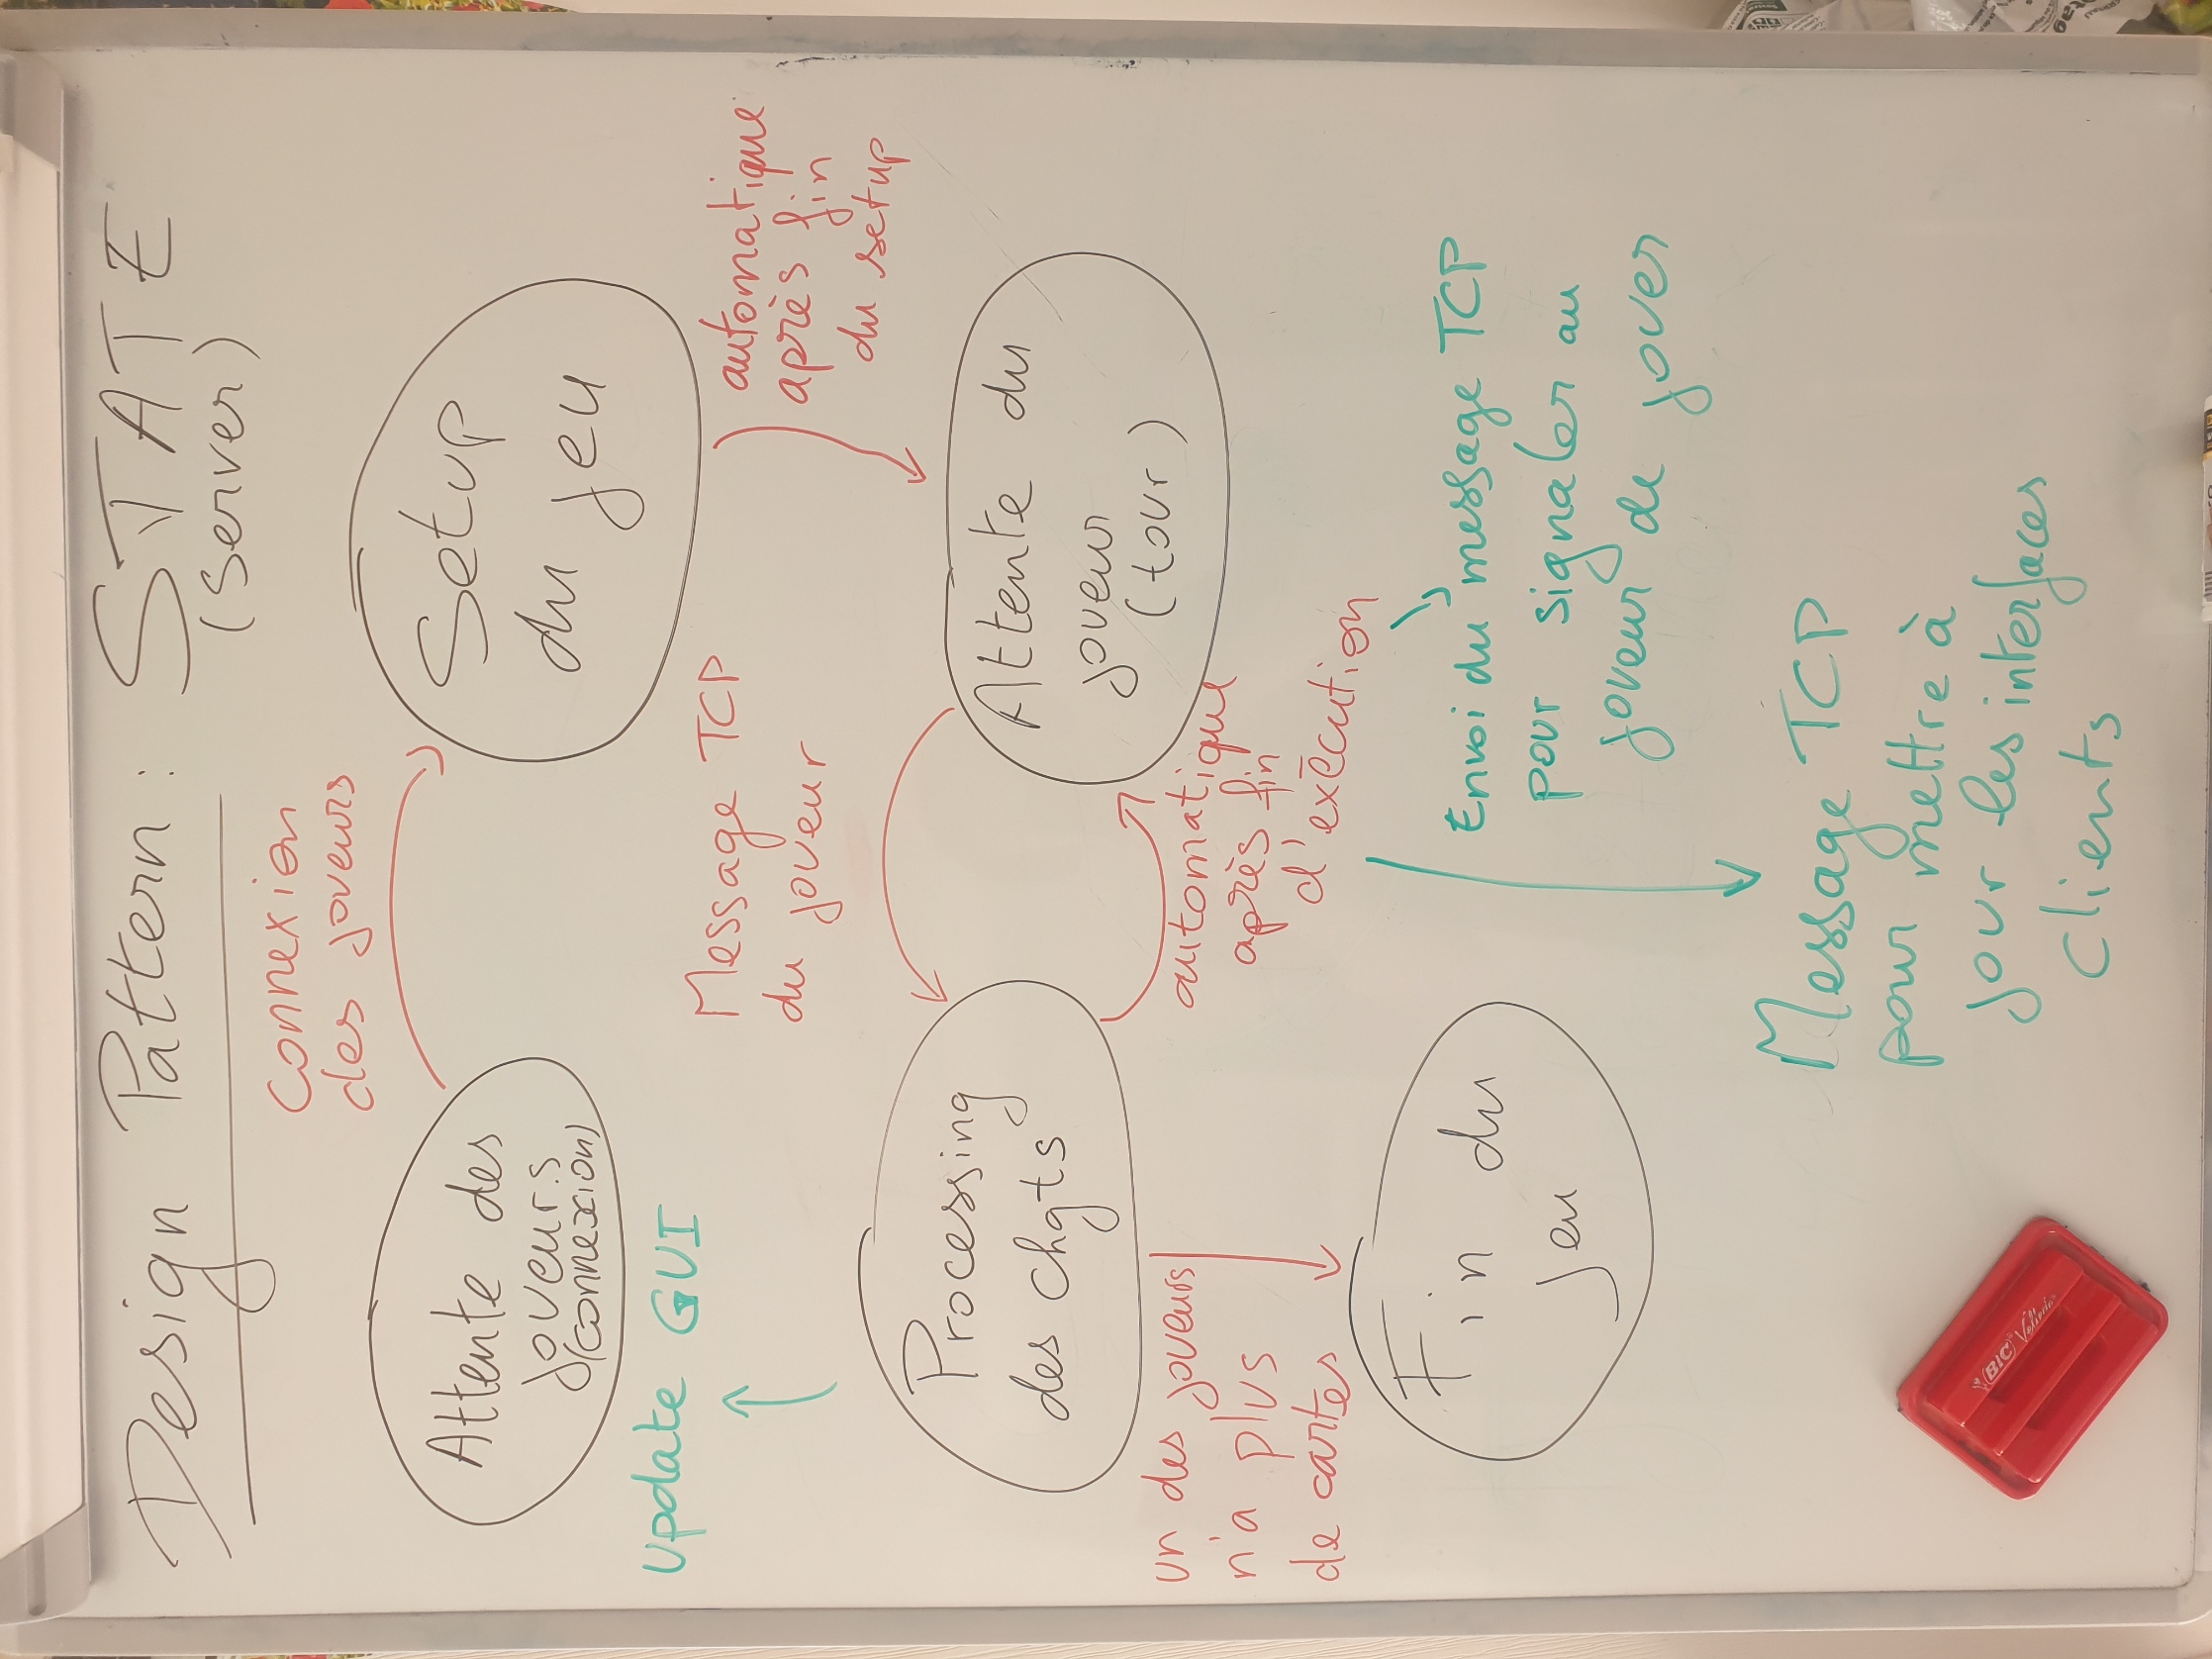 Design Pattern : STATE
(Server)
Connexion
des joueurs
Attente des
joueurs
(connexion)
Setup
du jeu
Update GUI
Message TCP
du joueur
automatique
après fin
du setup
Processing
des chgts
Attente du
joueur
(tour)
un des joueurs
n'a plus
de cartes
automatique
après fin
d'exécution
Fin du
jeu
Envoi du message TCP
pour signaler au
joueur de jouer
Message TCP
pour mettre à
jour les interfaces
clients
BIC Velleda